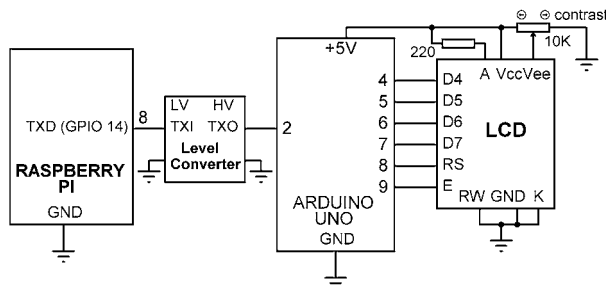 ⊖ ⊕ contrast
+5V
220
10K
A VccVee
8
LV HV
TXD (GPIO 14)
TXI TXO
2
Level
Converter
RASPBERRY
PI
GND
4
5
6
7
8
9
ARDUINO
UNO
GND
D4
D5
D6
D7
RS
E
LCD
RW GND K